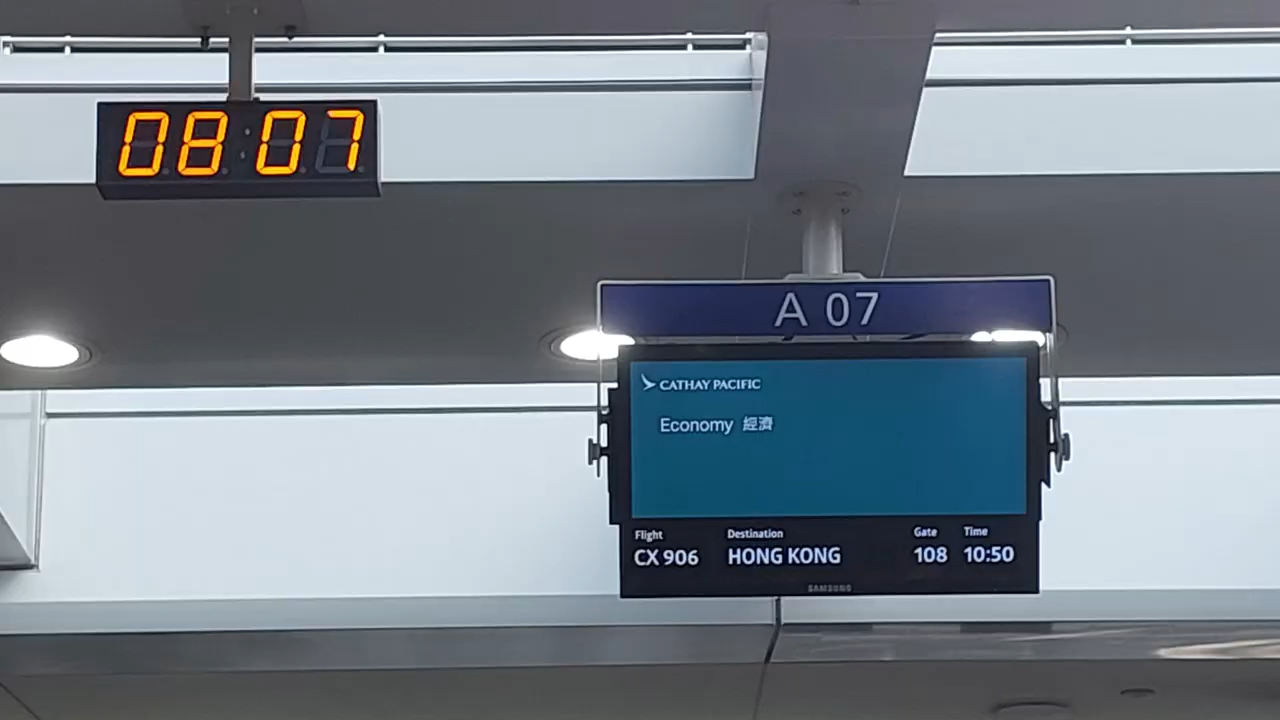 08:07
A 07
CATHAY PACIFIC
Economy 經濟
Flight Destination Gate Time
CX 906 HONG KONG 108 10:50
SAMSUNG